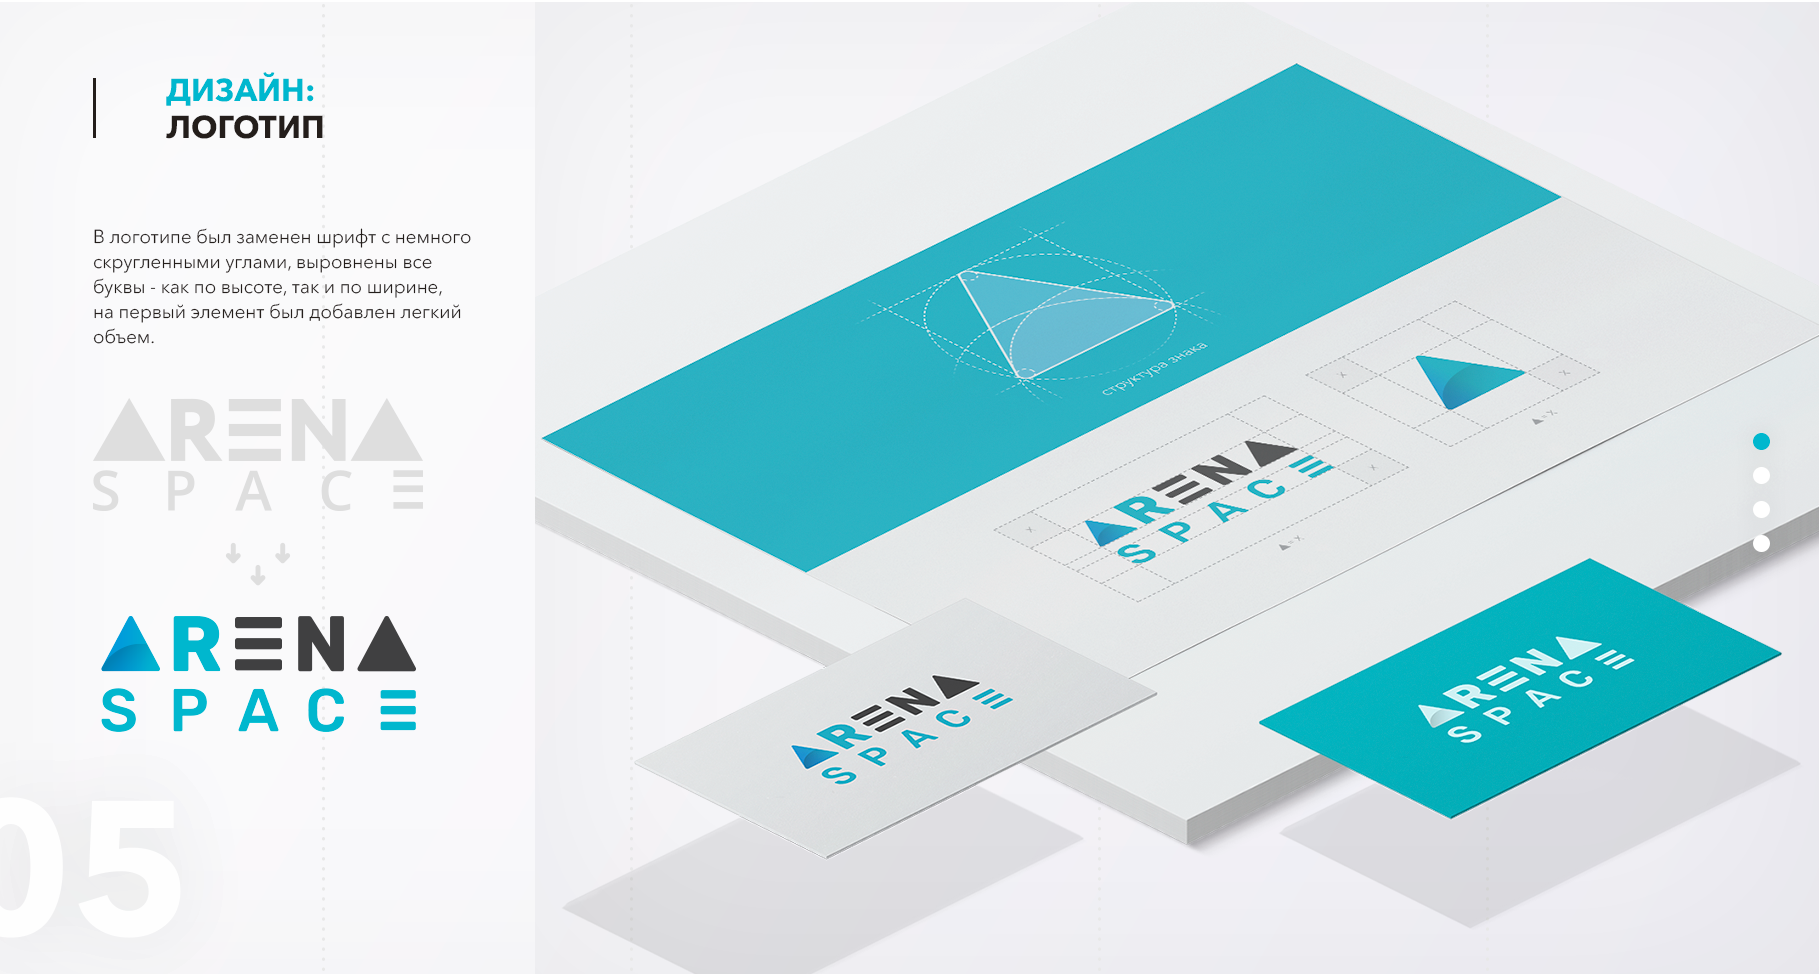 ДИЗАЙН:
ЛОГОТИП
В логотипе был заменен шрифт с немного
скругленными углами, выровнены все
буквы - как по высоте, так и по ширине,
на первый элемент был добавлен легкий
объем.
ARENA
SPACE
ARENA
SPACE
05
структура знака
x
x
= x
ARENA
SPACE
x
x
= x
ARENA
SPACE
ARENA
SPACE